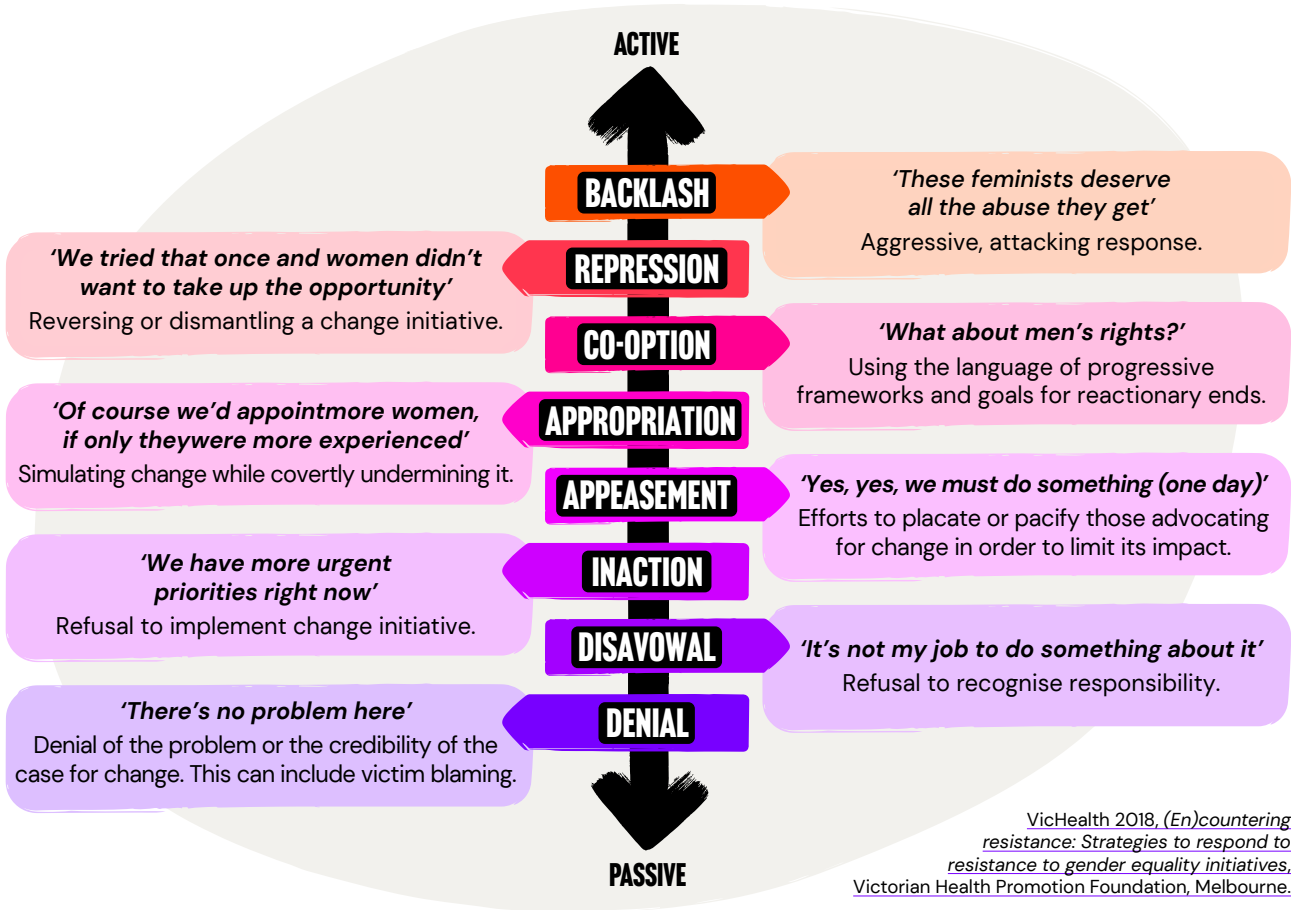 ACTIVE
BACKLASH
‘These feminists deserve
all the abuse they get’
Aggressive, attacking response.
REPRESSION
‘We tried that once and women didn’t
want to take up the opportunity’
Reversing or dismantling a change initiative.
CO-OPTION
‘What about men’s rights?’
Using the language of progressive
frameworks and goals for reactionary ends.
APPROPRIATION
‘Of course we’d appointmore women,
if only theywere more experienced’
Simulating change while covertly undermining it.
APPEASEMENT
‘Yes, yes, we must do something (one day)’
Efforts to placate or pacify those advocating
for change in order to limit its impact.
INACTION
‘We have more urgent
priorities right now’
Refusal to implement change initiative.
DISAVOWAL
‘It’s not my job to do something about it’
Refusal to recognise responsibility.
DENIAL
‘There’s no problem here’
Denial of the problem or the credibility of the
case for change. This can include victim blaming.
PASSIVE
VicHealth 2018, (En)countering
resistance: Strategies to respond to
resistance to gender equality initiatives,
Victorian Health Promotion Foundation, Melbourne.